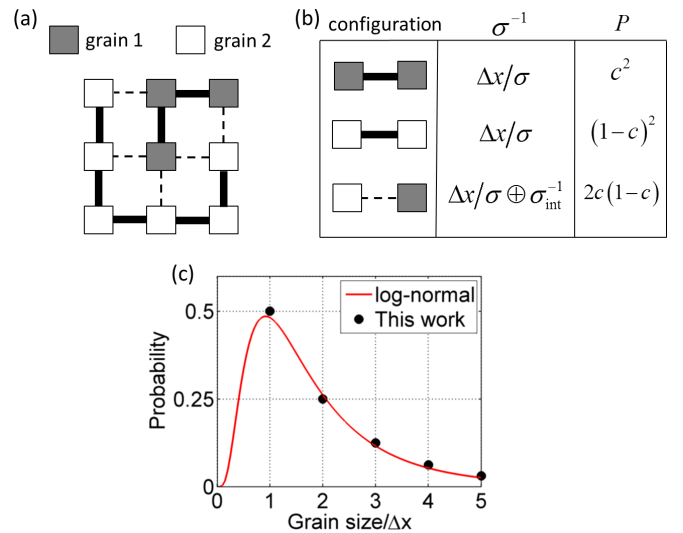 (a)
grain 1
grain 2
(b)
configuration σ⁻¹ P
Δx/σ c²
Δx/σ (1−c)²
Δx/σ ⊕ σ_int⁻¹ 2c(1−c)
(c)
log-normal
This work
Probability
0.5
0.25
0
0 1 2 3 4 5
Grain size/Δx